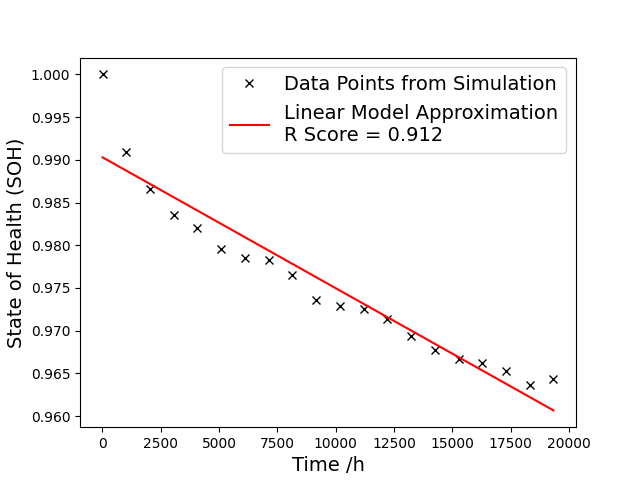 1.000
0.995
0.990
0.985
0.980
0.975
0.970
0.965
0.960
State of Health (SOH)
Data Points from Simulation
Linear Model Approximation
R Score = 0.912
0 2500 5000 7500 10000 12500 15000 17500 20000
Time /h